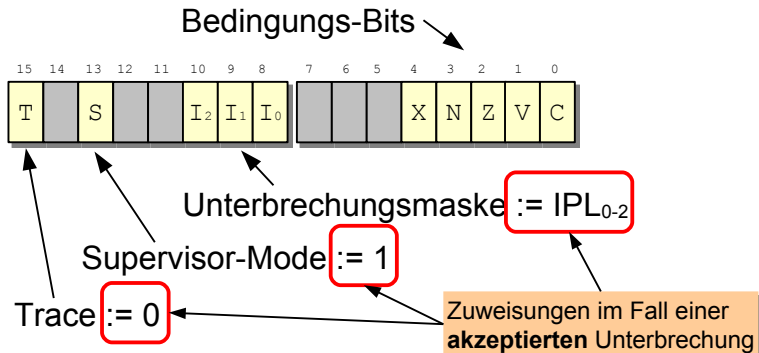 Bedingungs-Bits
15 14 13 12 11 10 9 8 7 6 5 4 3 2 1 0
T S I₂ I₁ I₀ X N Z V C
Unterbrechungsmaske := IPL₀₋₂
Supervisor-Mode := 1
Trace := 0
Zuweisungen im Fall einer
akzeptierten Unterbrechung